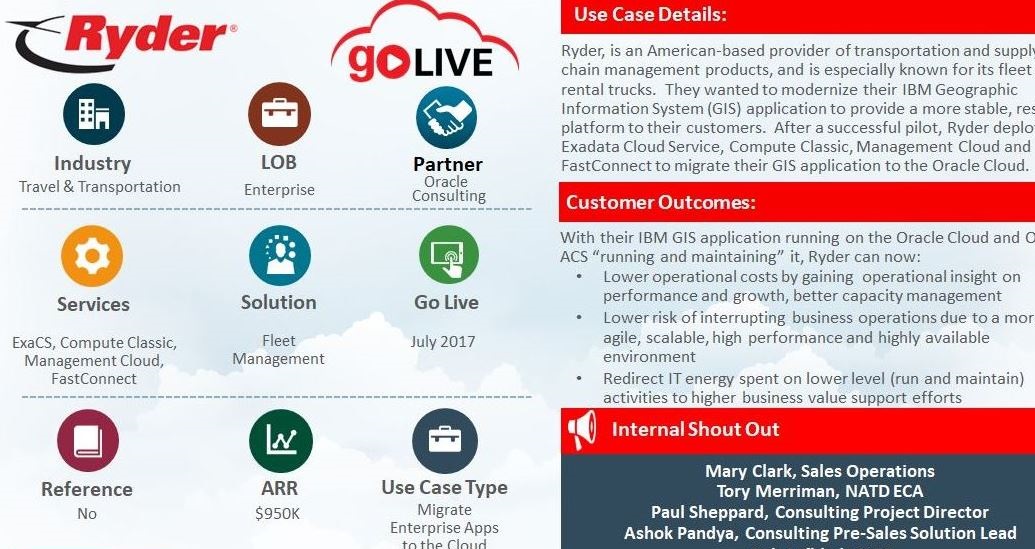 Ryder®
goLIVE
Industry
Travel & Transportation
LOB
Enterprise
Partner
Oracle
Consulting
Services
ExaCS, Compute Classic,
Management Cloud,
FastConnect
Solution
Fleet
Management
Go Live
July 2017
Reference
No
ARR
$950K
Use Case Type
Migrate
Enterprise Apps
to the Cloud
Use Case Details:
Ryder, is an American-based provider of transportation and supply
chain management products, and is especially known for its fleet
rental trucks. They wanted to modernize their IBM Geographic
Information System (GIS) application to provide a more stable, res
platform to their customers. After a successful pilot, Ryder deplo
Exadata Cloud Service, Compute Classic, Management Cloud and
FastConnect to migrate their GIS application to the Oracle Cloud.
Customer Outcomes:
With their IBM GIS application running on the Oracle Cloud and O
ACS “running and maintaining” it, Ryder can now:
• Lower operational costs by gaining operational insight on
performance and growth, better capacity management
• Lower risk of interrupting business operations due to a mor
agile, scalable, high performance and highly available
environment
• Redirect IT energy spent on lower level (run and maintain)
activities to higher business value support efforts
Internal Shout Out
Mary Clark, Sales Operations
Tory Merriman, NATD ECA
Paul Sheppard, Consulting Project Director
Ashok Pandya, Consulting Pre-Sales Solution Lead